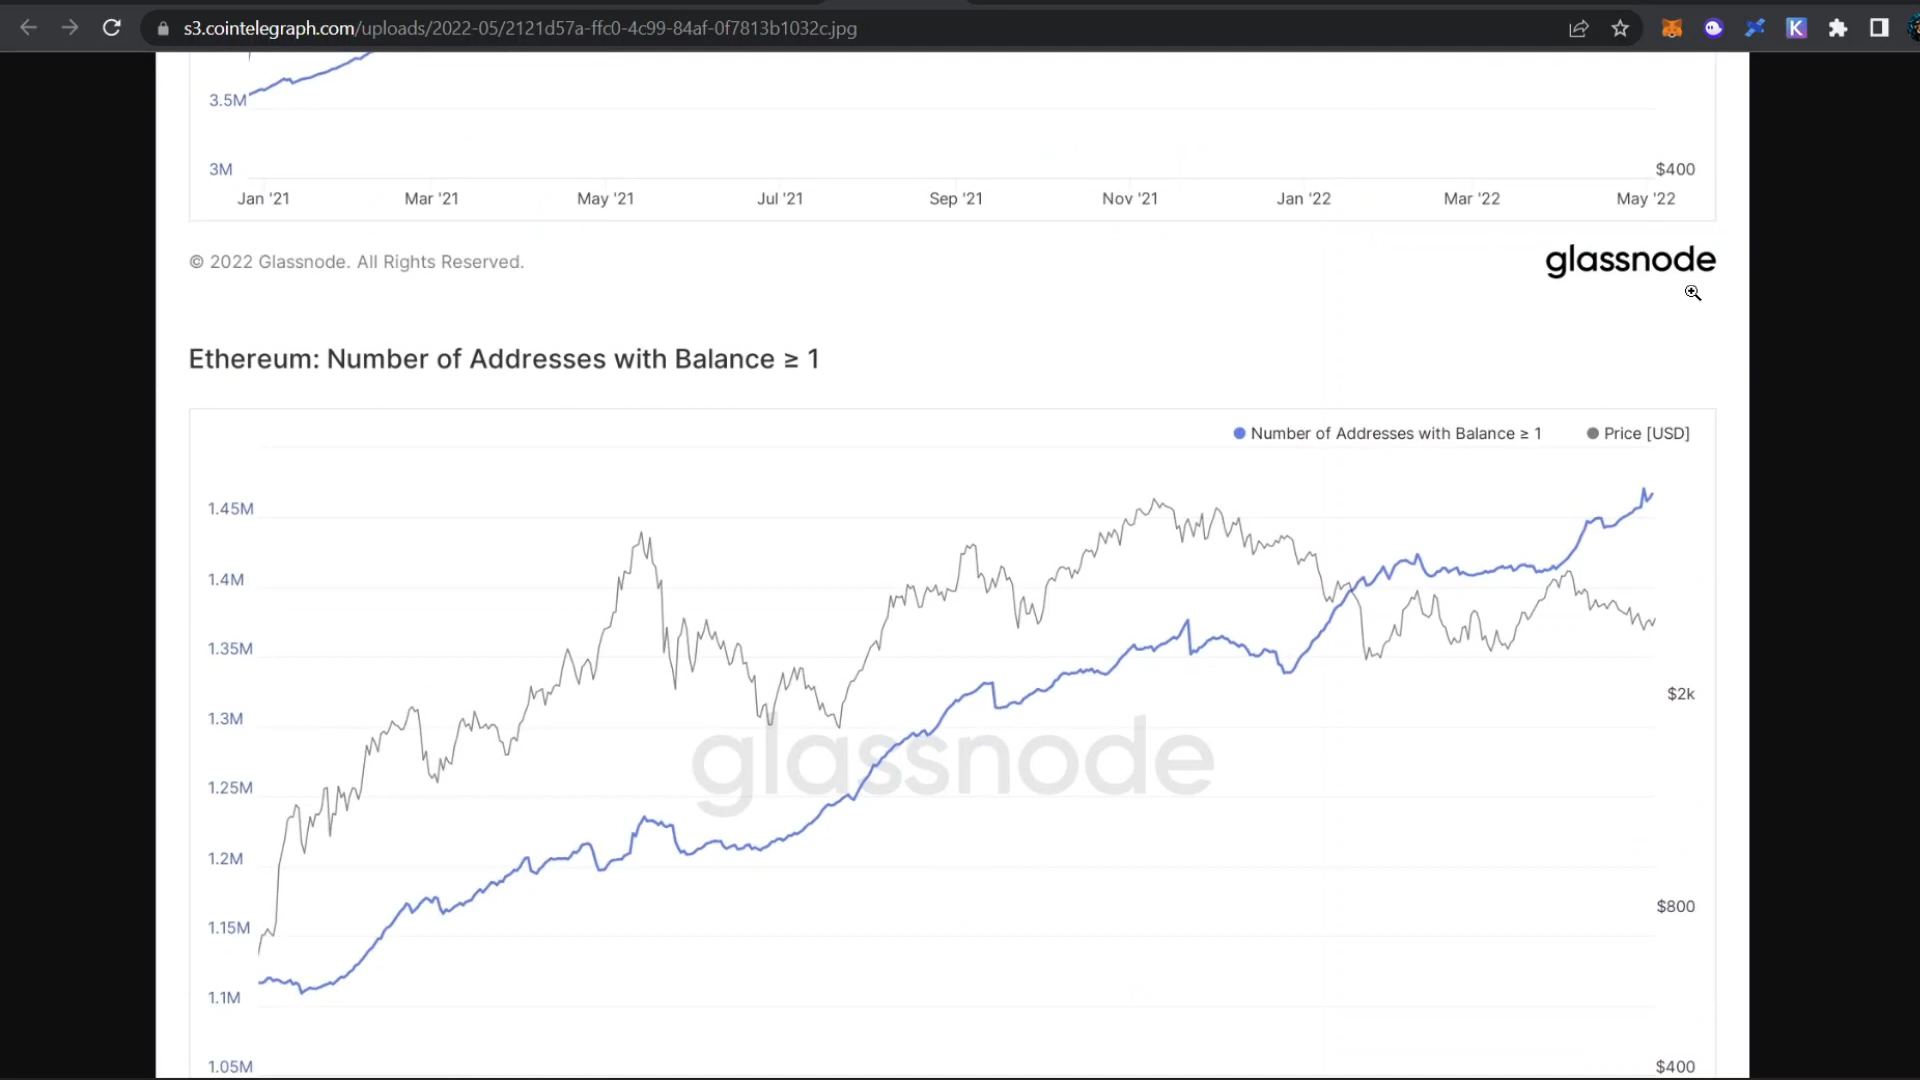 s3.cointelegraph.com/uploads/2022-05/2121d57a-ffc0-4c99-84af-0f7813b1032c.jpg
K
3.5M
3M
$400
Jan '21 Mar '21 May '21 Jul '21 Sep '21 Nov '21 Jan '22 Mar '22 May '22
© 2022 Glassnode. All Rights Reserved.
glassnode
Ethereum: Number of Addresses with Balance ≥ 1
Number of Addresses with Balance ≥ 1 Price [USD]
1.45M
1.4M
1.35M
$2k
1.3M
glassnode
1.25M
1.2M
$800
1.15M
1.1M
1.05M
$400